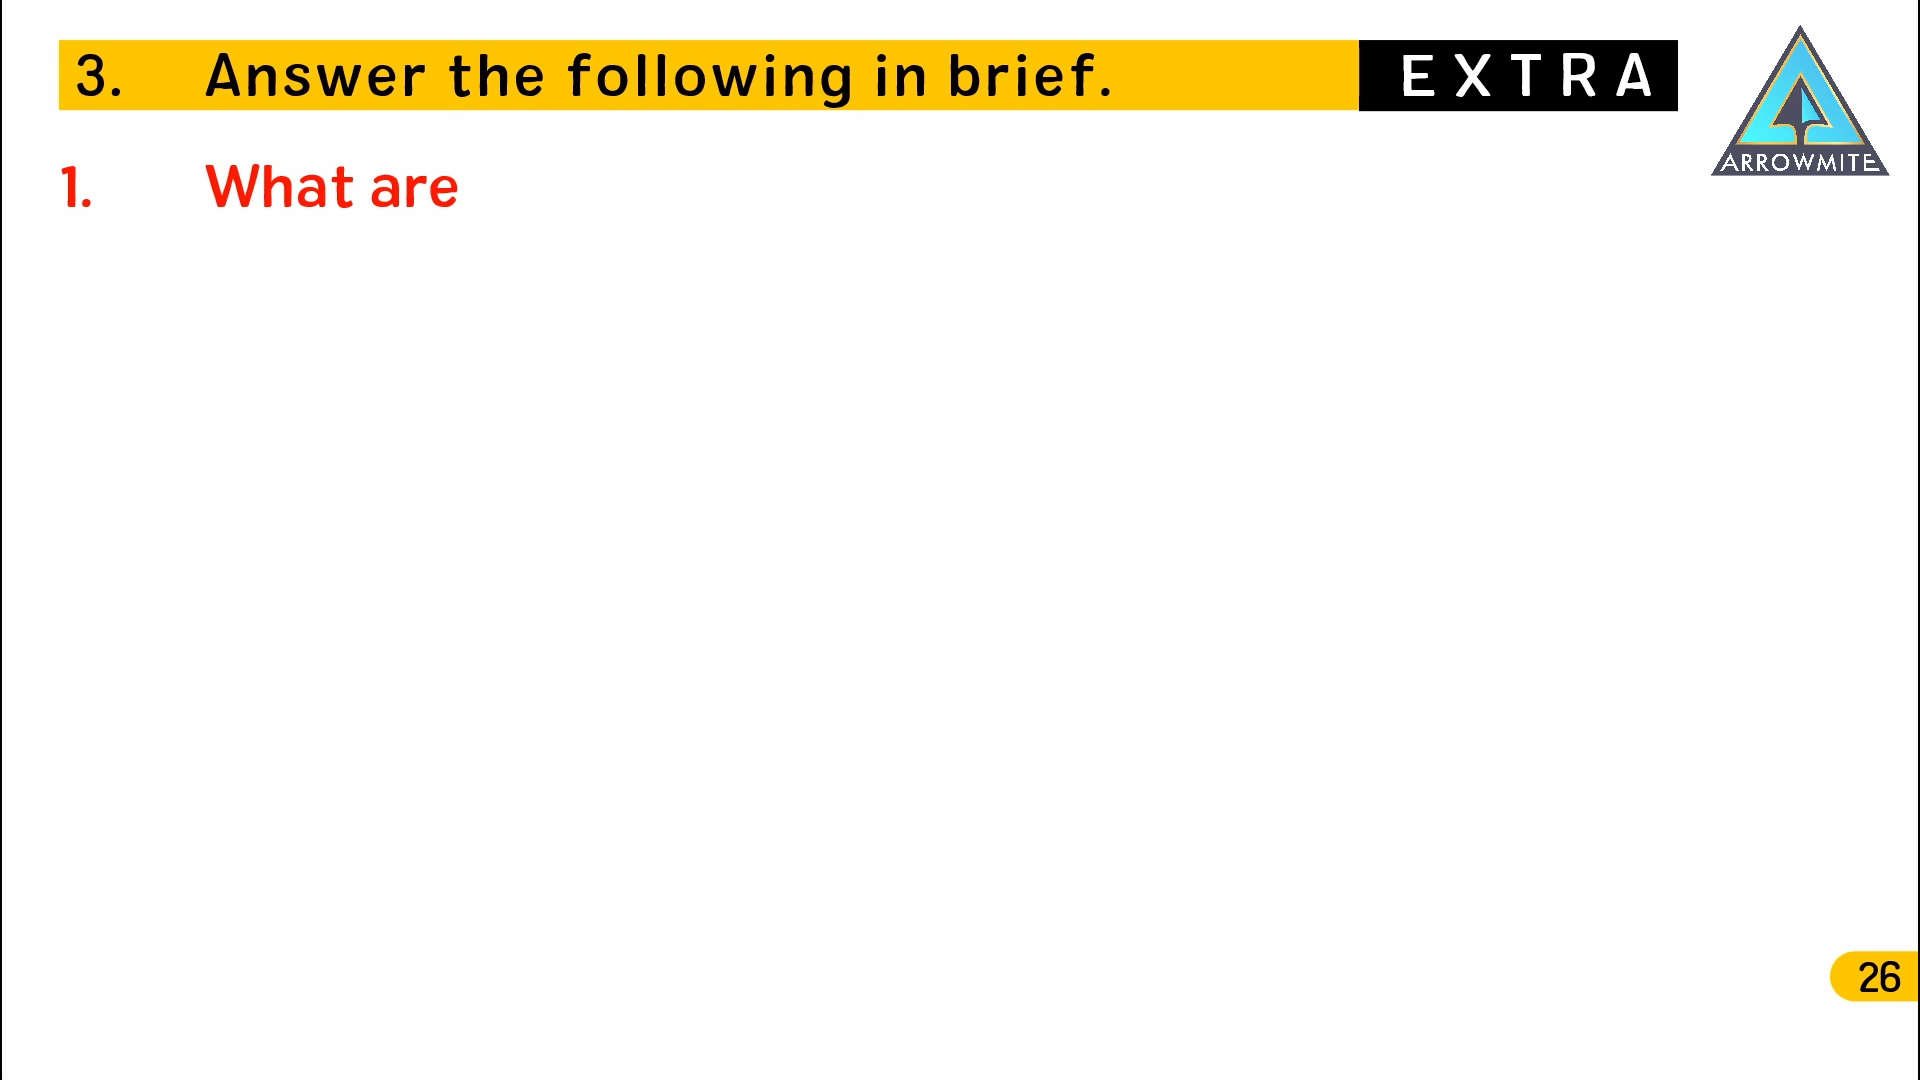 3. Answer the following in brief. EXTRA
ARROWMITE
1. What are
26